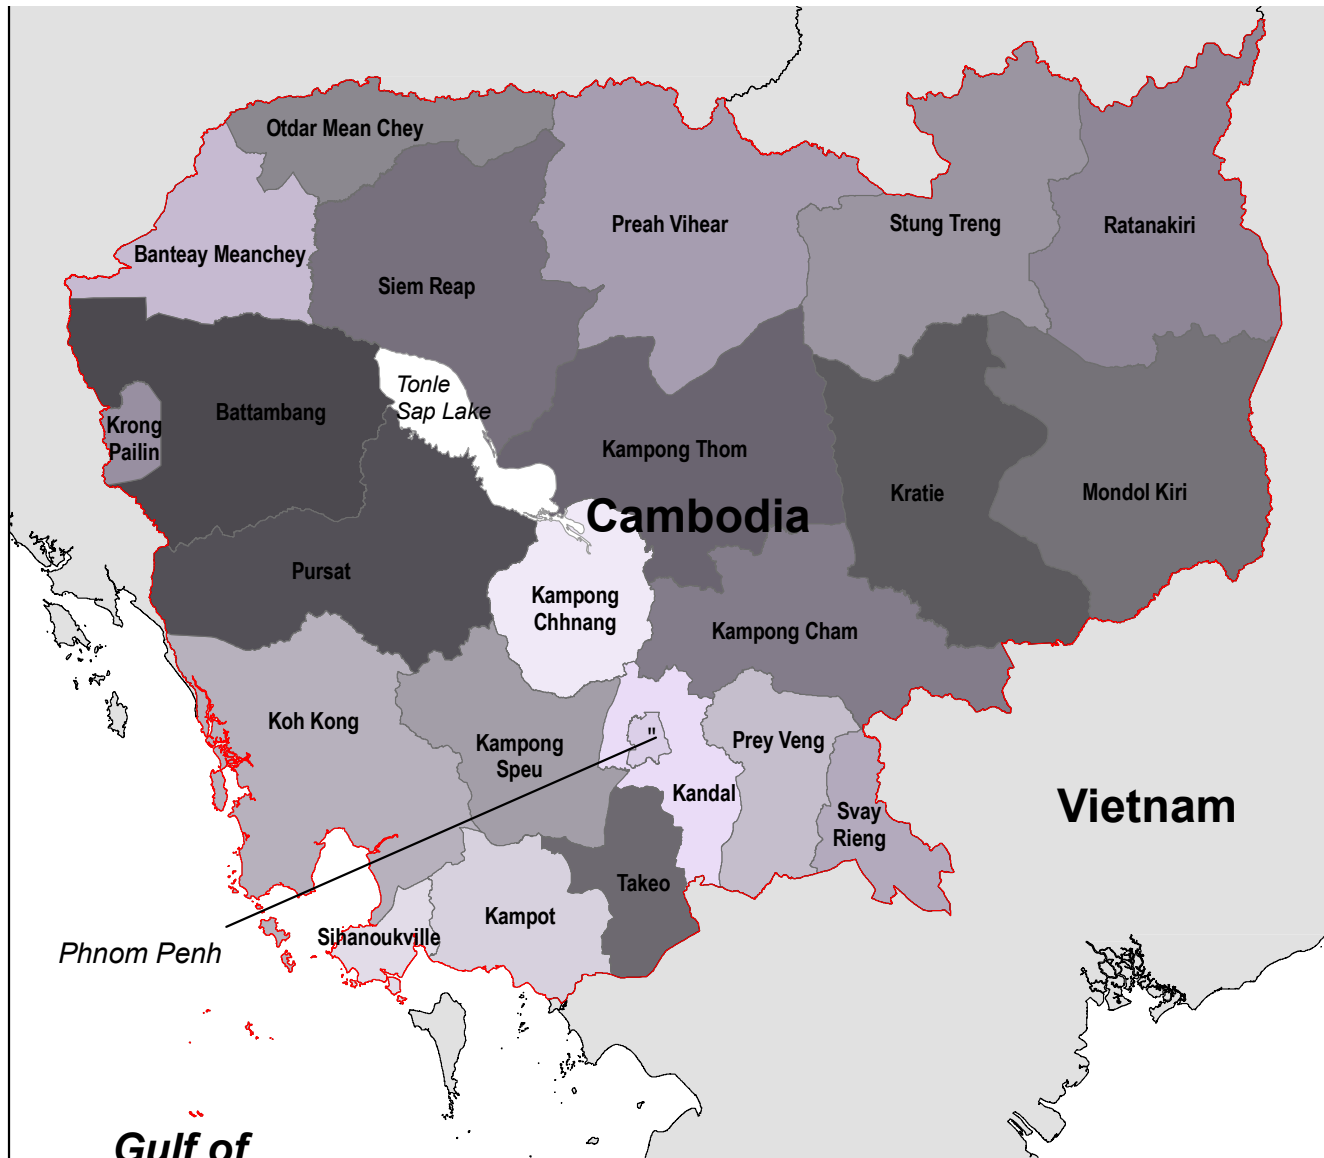 Otdar Mean Chey
Banteay Meanchey
Siem Reap
Preah Vihear
Stung Treng
Ratanakiri
Tonle
Sap Lake
Battambang
Krong
Pailin
Kampong Thom
Cambodia
Kratie
Mondol Kiri
Pursat
Kampong
Chhnang
Kampong Cham
Koh Kong
Kampong
Speu
"
Prey Veng
Kandal
Svay
Rieng
Vietnam
Takeo
Kampot
Sihanoukville
Phnom Penh
Gulf of